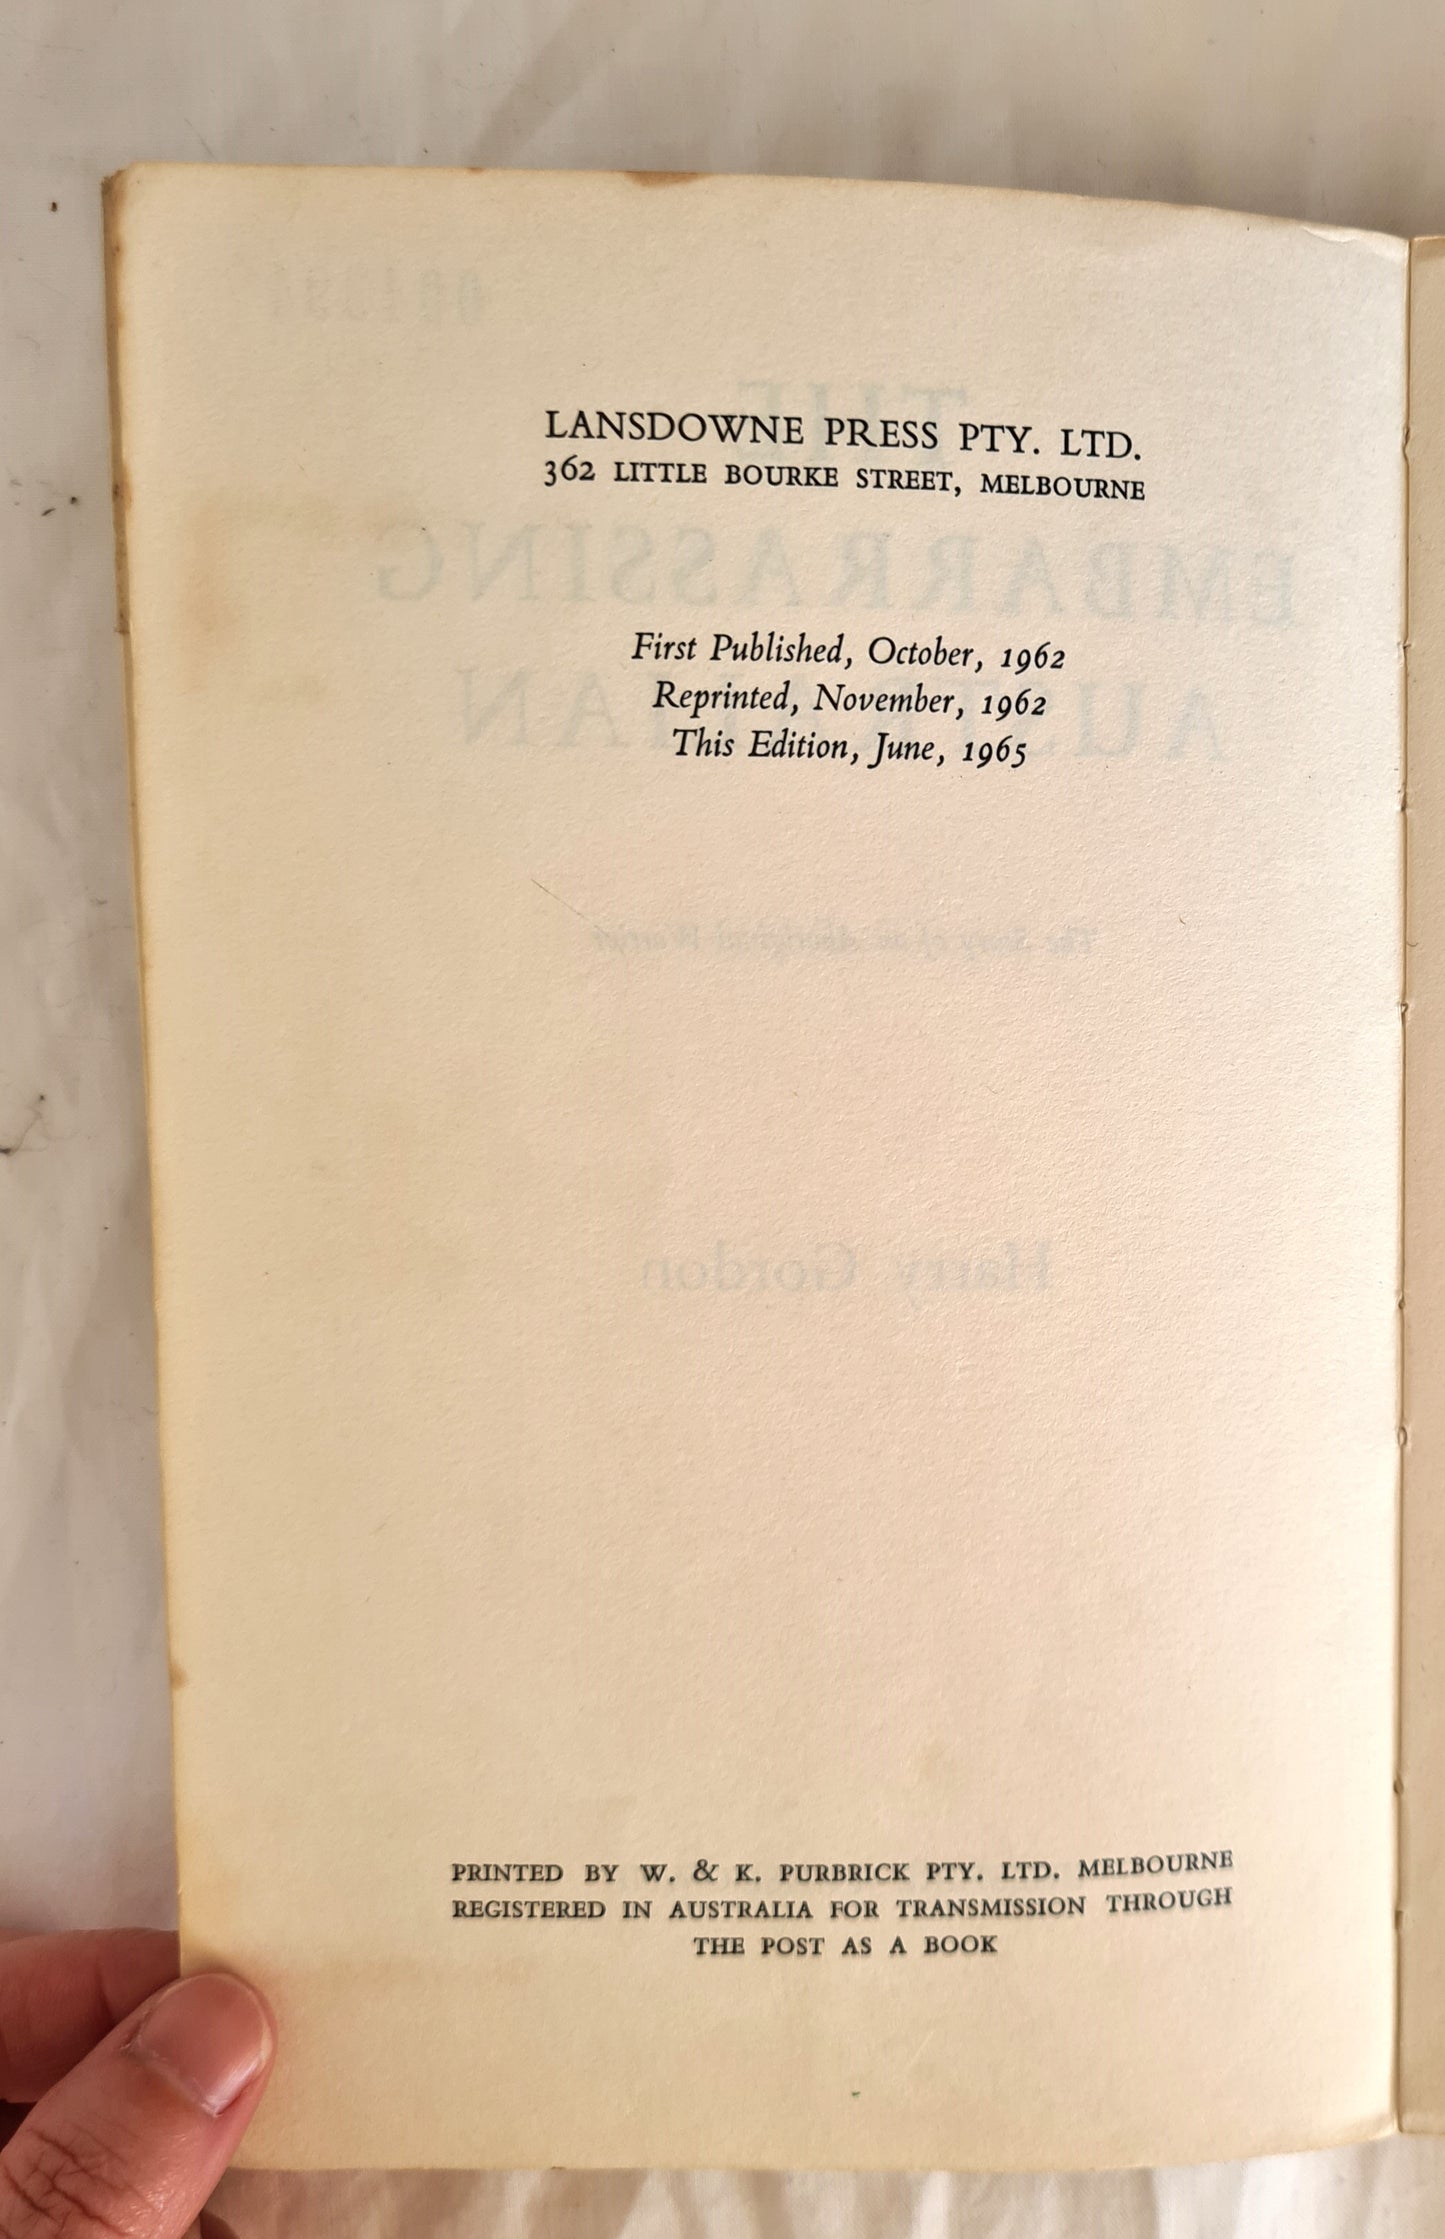 LANSDOWNE PRESS PTY. LTD.
362 LITTLE BOURKE STREET, MELBOURNE
First Published, October, 1962
Reprinted, November, 1962
This Edition, June, 1965
PRINTED BY W. & K. PURBRICK PTY. LTD. MELBOURNE
REGISTERED IN AUSTRALIA FOR TRANSMISSION THROUGH
THE POST AS A BOOK